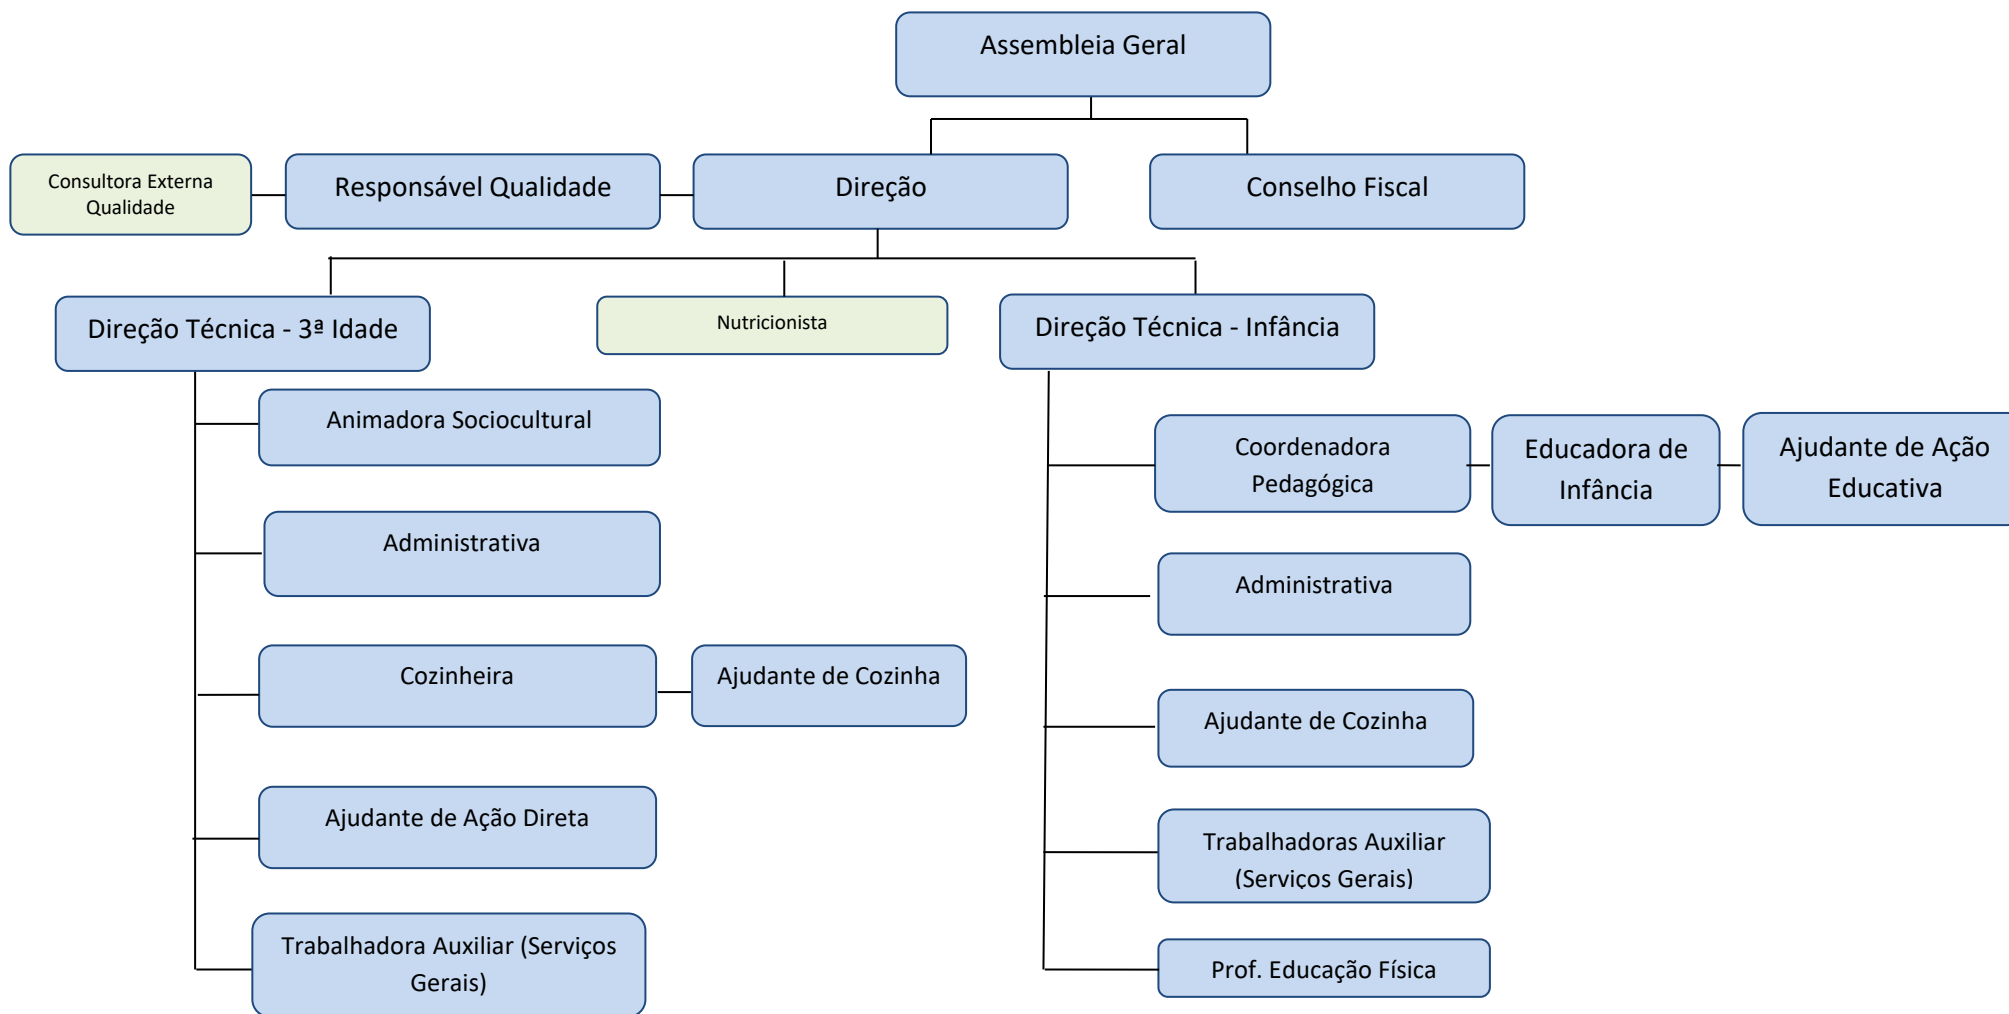 Assembleia Geral
Consultora Externa
Qualidade
Responsável Qualidade
Direção
Conselho Fiscal
Direção Técnica - 3ª Idade
Nutricionista
Direção Técnica - Infância
Animadora Sociocultural
Administrativa
Cozinheira
Ajudante de Cozinha
Ajudante de Ação Direta
Trabalhadora Auxiliar (Serviços
Gerais)
Coordenadora
Pedagógica
Educadora de
Infância
Ajudante de Ação
Educativa
Administrativa
Ajudante de Cozinha
Trabalhadoras Auxiliar
(Serviços Gerais)
Prof. Educação Física